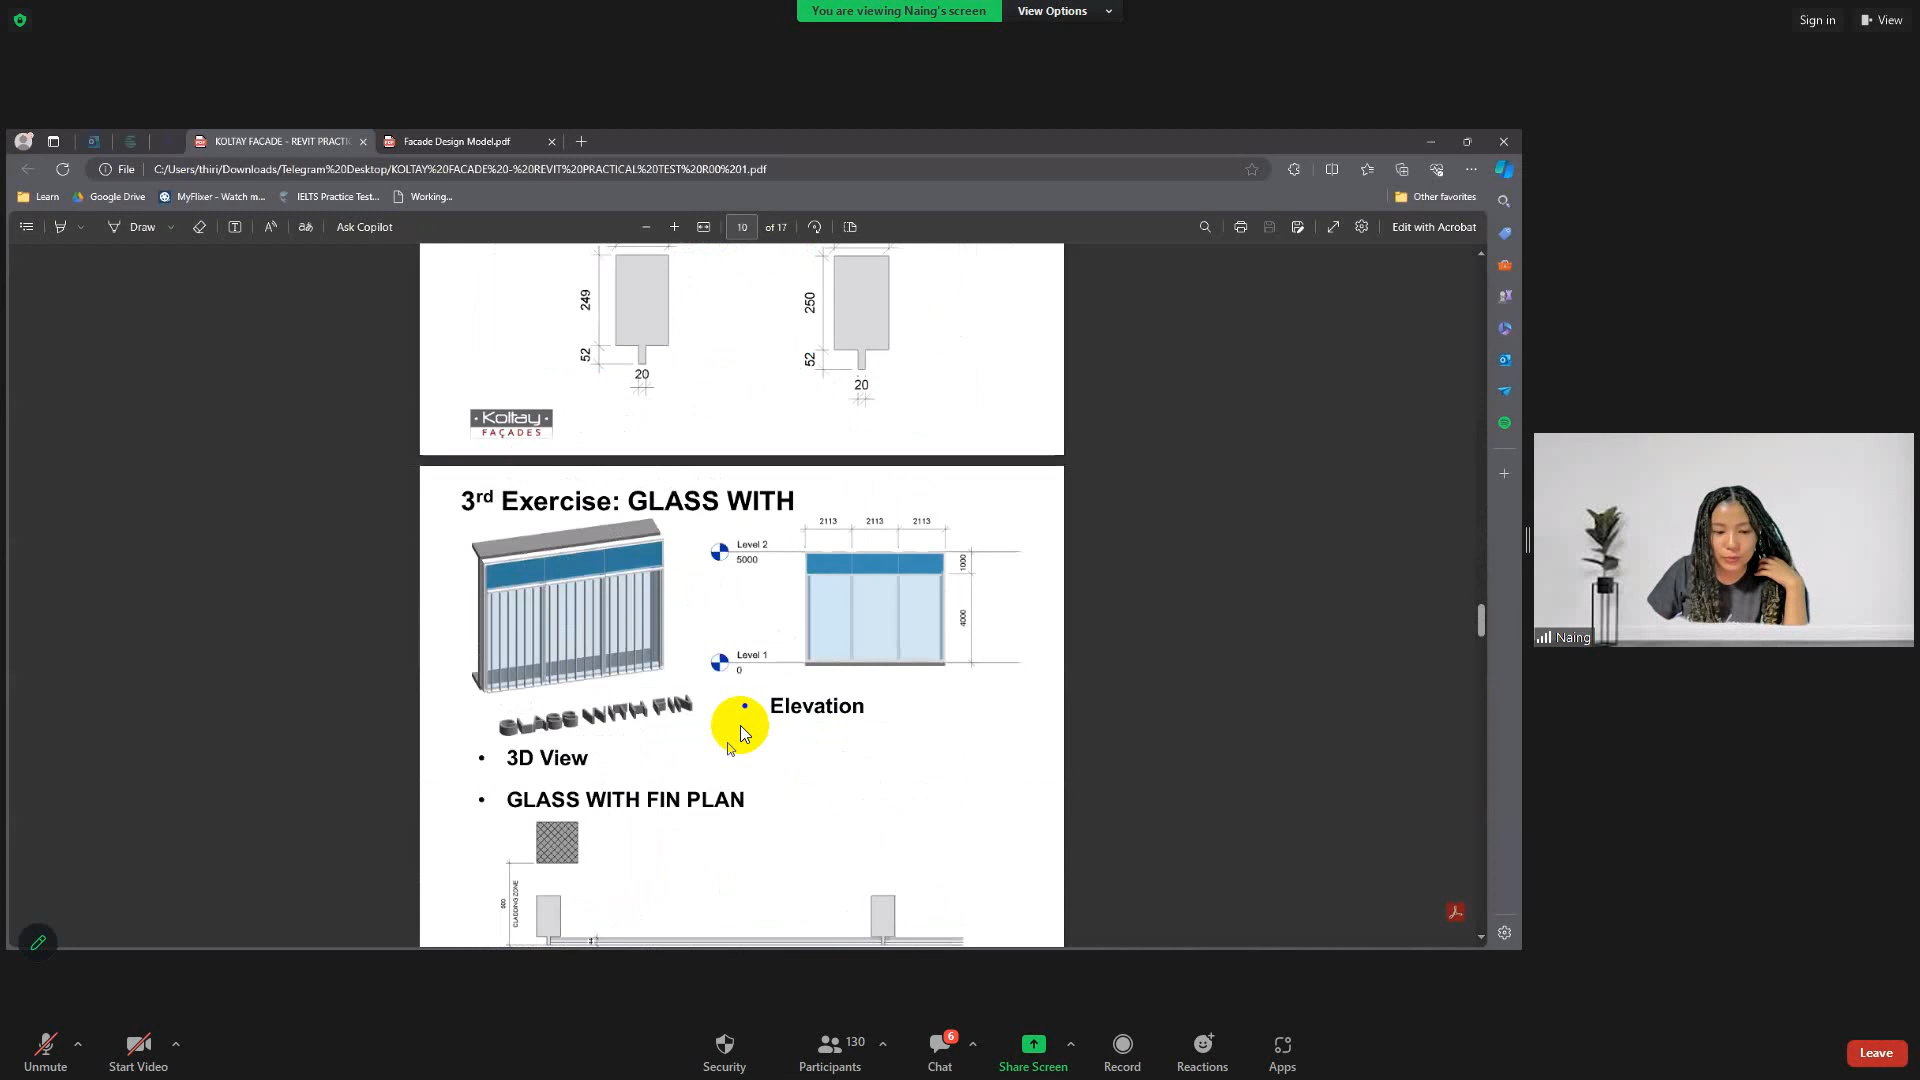 You are viewing Naing's screen
View Options
Sign in
View
KOLTAY FACADE - REVIT PRACTIC
Facade Design Model.pdf
File
C:/Users/thiri/Downloads/Telegram%20Desktop/KOLTAY%20FACADE%20-%20REVIT%20PRACTICAL%20TEST%20R00%201.pdf
Learn
Google Drive
MyFlixer - Watch m...
IELTS Practice Test...
Working...
Other favorites
Draw
Ask Copilot
10
of 17
Edit with Acrobat
249
52
20
250
52
20
Koltay
FAÇADES
3rd Exercise: GLASS WITH
2113 2113 2113
Level 2
5000
1000
4000
Level 1
0
GLASS WITH FIN
• Elevation
• 3D View
• GLASS WITH FIN PLAN
CLADDING ZONE
Naing
Unmute
Start Video
Security
130
Participants
6
Chat
Share Screen
Record
Reactions
Apps
Leave